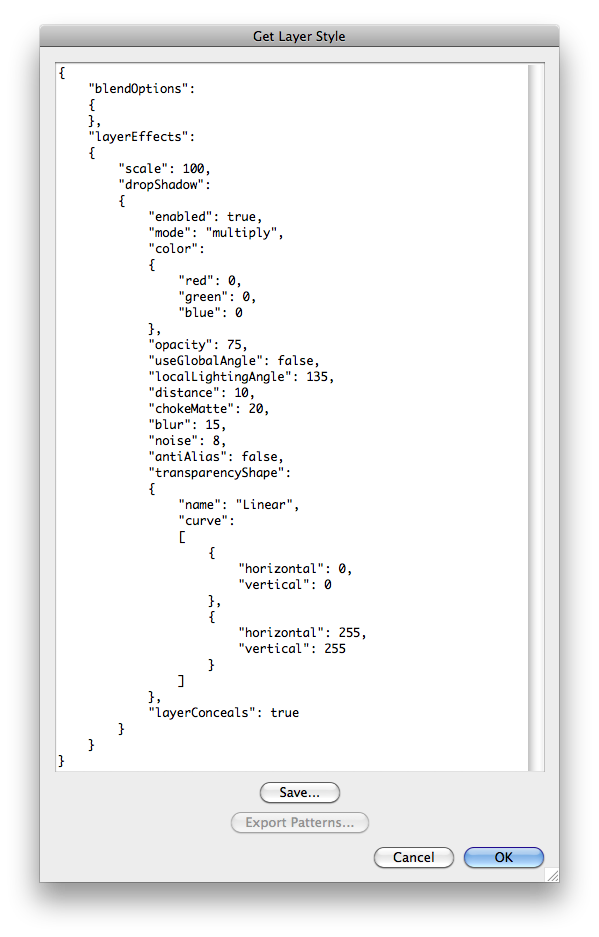 Get Layer Style
{
"blendOptions":
{
},
"layerEffects":
{
"scale": 100,
"dropShadow":
{
"enabled": true,
"mode": "multiply",
"color":
{
"red": 0,
"green": 0,
"blue": 0
},
"opacity": 75,
"useGlobalAngle": false,
"localLightingAngle": 135,
"distance": 10,
"chokeMatte": 20,
"blur": 15,
"noise": 8,
"antiAlias": false,
"transparencyShape":
{
"name": "Linear",
"curve":
[
{
"horizontal": 0,
"vertical": 0
},
{
"horizontal": 255,
"vertical": 255
}
]
},
"layerConceals": true
}
}
}
Save...
Export Patterns...
Cancel OK